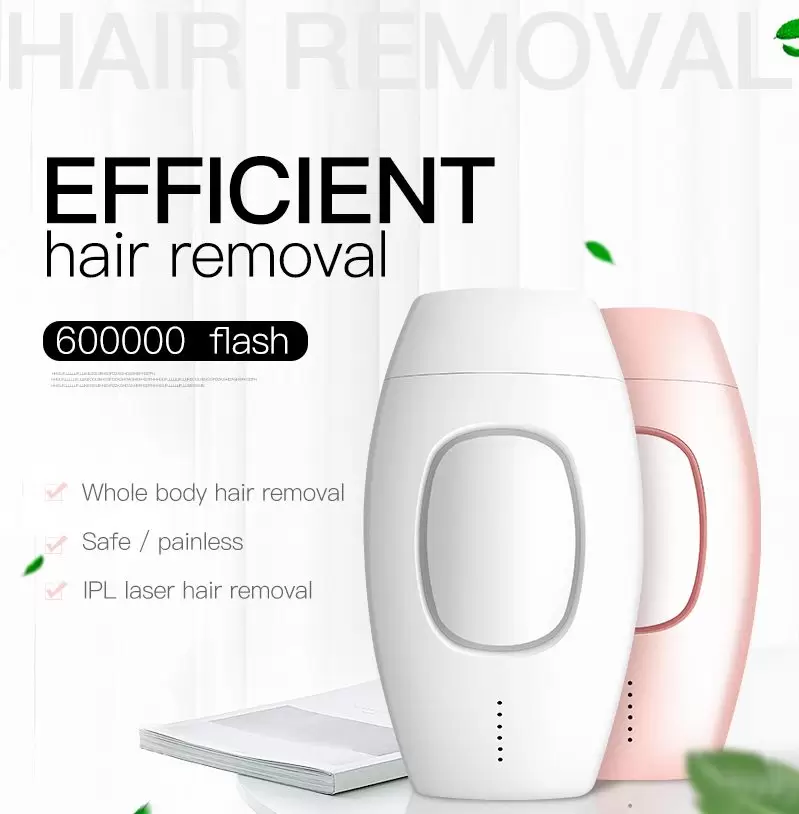 HAIR REMOVAL
EFFICIENT
hair removal
600000 flash
Whole body hair removal
Safe / painless
IPL laser hair removal